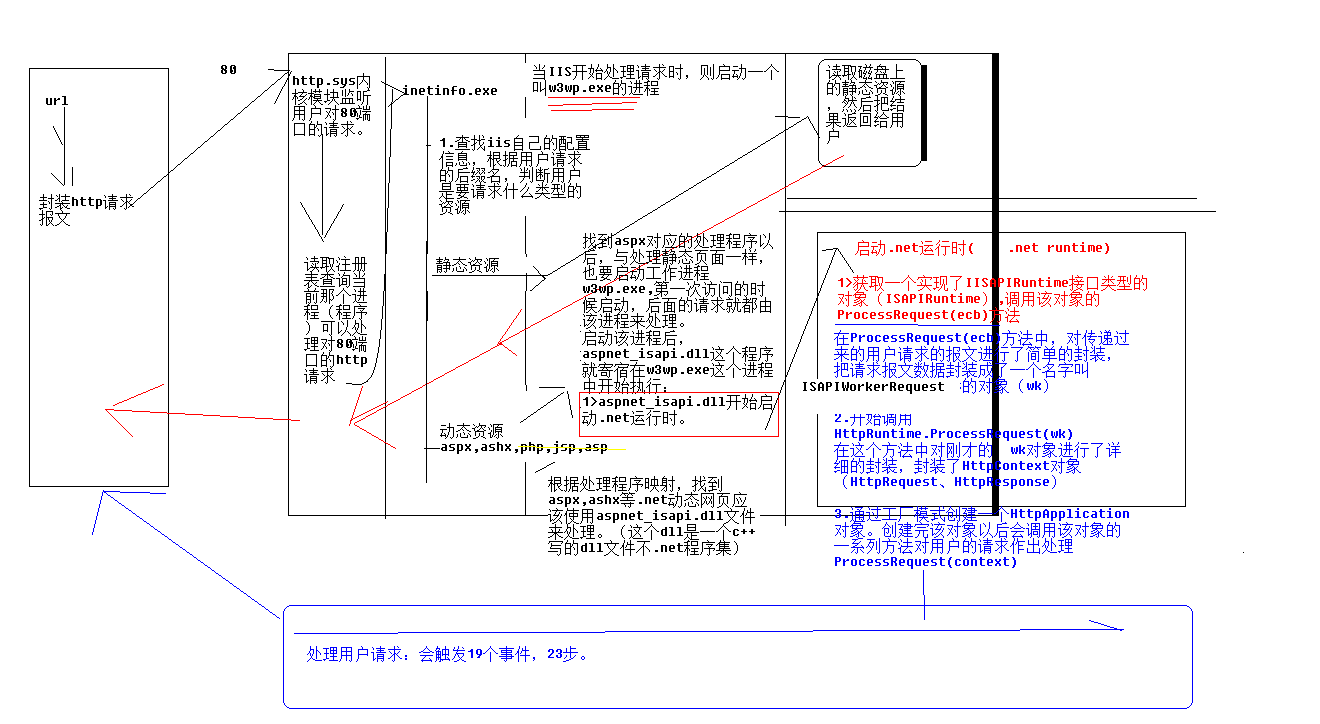 url
封装http请求
报文
80
http.sys内
核模块监听
用户对80端
口的请求。
读取注册
表查询当
前那个进
程（程序
）可以处
理对80端
口的http
请求
inetinfo.exe
1.查找iis自己的配置
信息，根据用户请求
的后缀名，判断用户
是要请求什么类型的
资源
静态资源
动态资源
aspx,ashx,php,jsp,asp
当IIS开始处理请求时，则启动一个
叫w3wp.exe的进程
找到aspx对应的处理程序以
后，与处理静态页面一样，
也要启动工作进程
w3wp.exe,第一次访问的时
候启动，后面的请求就都由
该进程来处理。
启动该进程后，
aspnet_isapi.dll这个程序
就寄宿在w3wp.exe这个进程
中开始执行：
1>aspnet_isapi.dll开始启
动.net运行时。
根据处理程序映射，找到
aspx,ashx等.net动态网页应
该使用aspnet_isapi.dll文件
来处理。（这个dll是一个c++
写的dll文件不.net程序集）
读取磁盘上
的静态资源
，然后把结
果返回给用
户
启动.net运行时( .net runtime)
1>获取一个实现了IISAPIRuntime接口类型的
对象（ISAPIRuntime）,调用该对象的
ProcessRequest(ecb)方法
在ProcessRequest(ecb)方法中，对传递过
来的用户请求的报文进行了简单的封装，
把请求报文数据封装成了一个名字叫
ISAPIWorkerRequest 的对象（wk）
2.开始调用
HttpRuntime.ProcessRequest(wk)
在这个方法中对刚才的 wk对象进行了详
细的封装，封装了HttpContext对象
（HttpRequest、HttpResponse）
3.通过工厂模式创建一个HttpApplication
对象。创建完该对象以后会调用该对象的
一系列方法对用户的请求作出处理
ProcessRequest(context)
处理用户请求：会触发19个事件，23步。